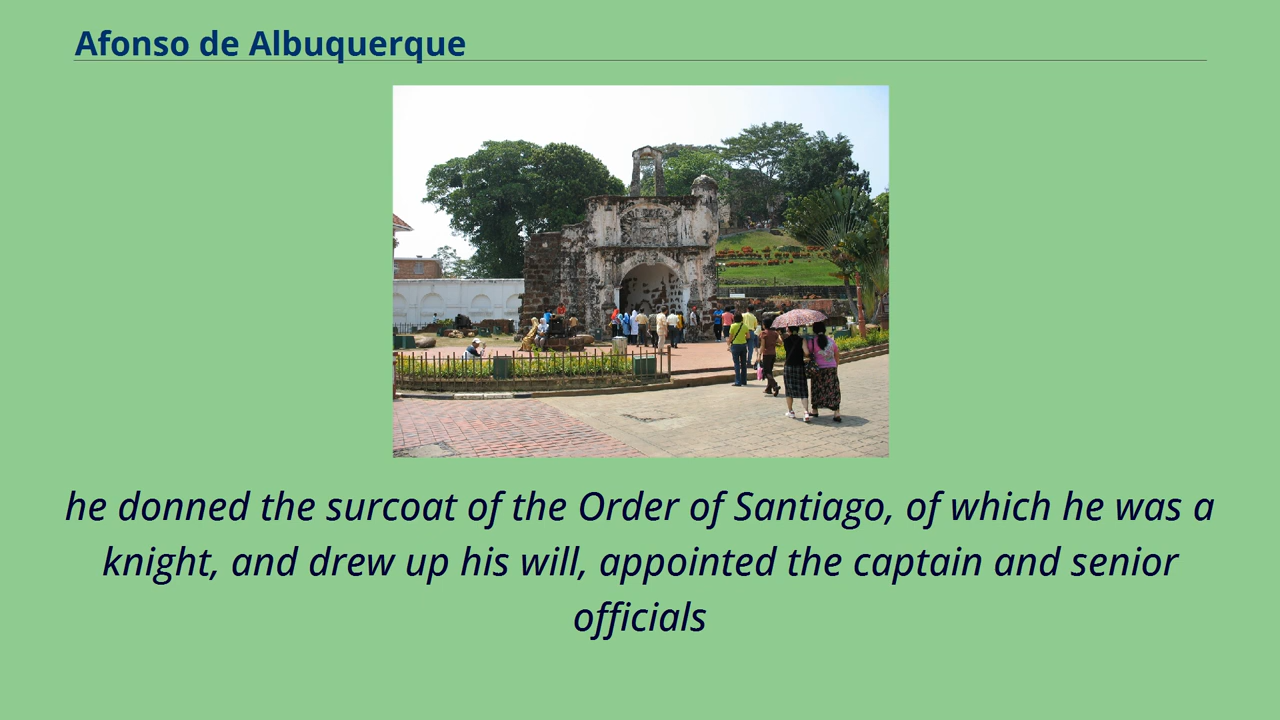 Afonso de Albuquerque
he donned the surcoat of the Order of Santiago, of which he was a
knight, and drew up his will, appointed the captain and senior
officials